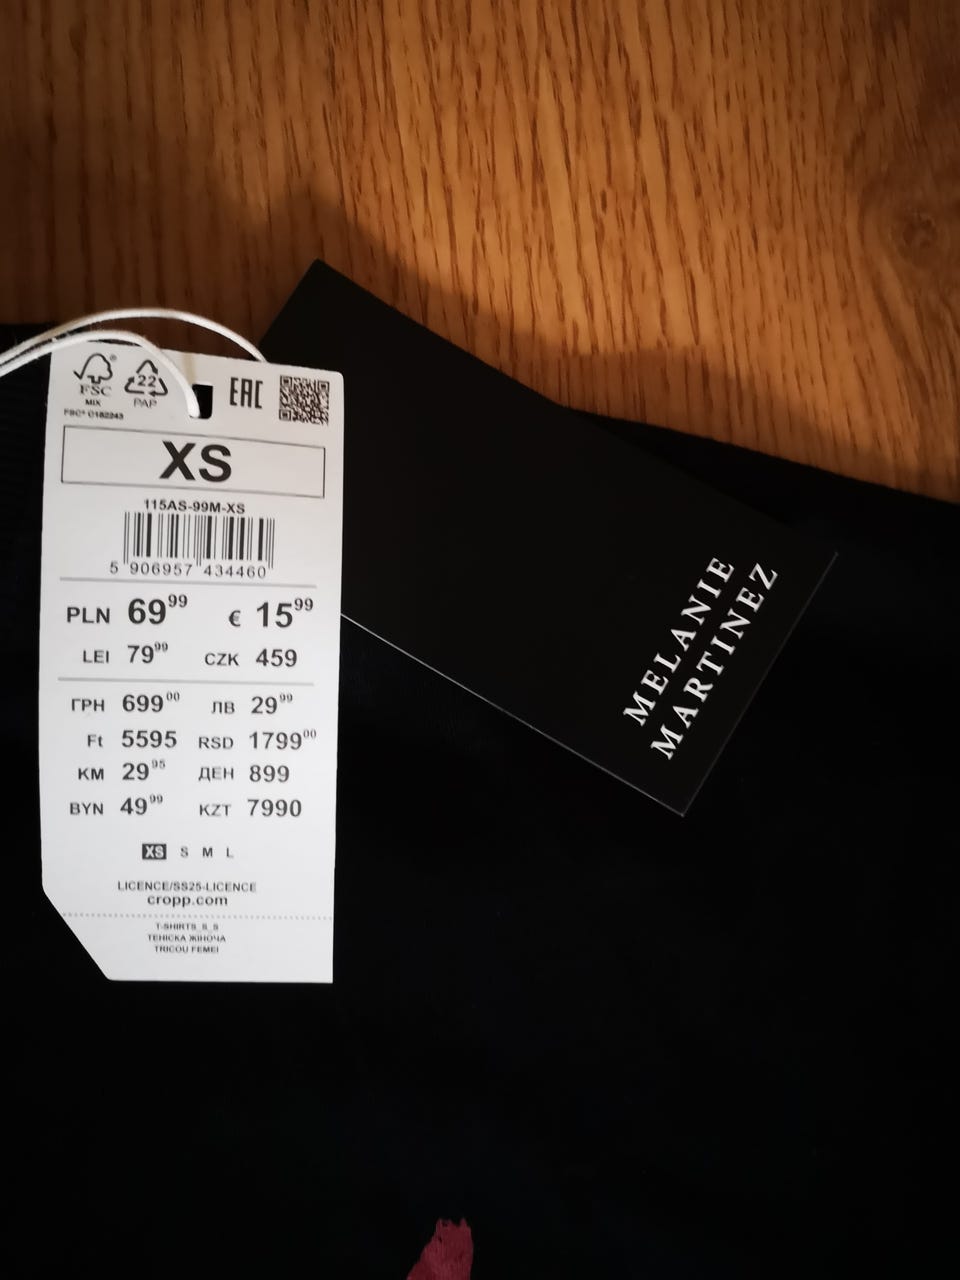 FSC®
MIX
FSC® C182243
22
PAP
EAC
XS
115AS-99M-XS
5 906957 434460
PLN 69⁹⁹ € 15⁹⁹
LEI 79⁹⁹ CZK 459
ГРН 699⁰⁰ ЛВ 29⁹⁹
Ft 5595 RSD 1799⁰⁰
KM 29⁹⁵ ДЕН 899
BYN 49⁹⁹ KZT 7990
XS S M L
LICENCE/SS25-LICENCE
cropp.com
T-SHIRTS_S_S
ТЕНІСКА ЖІНОЧА
TRICOU FEMEI
MELANIE
MARTINEZ